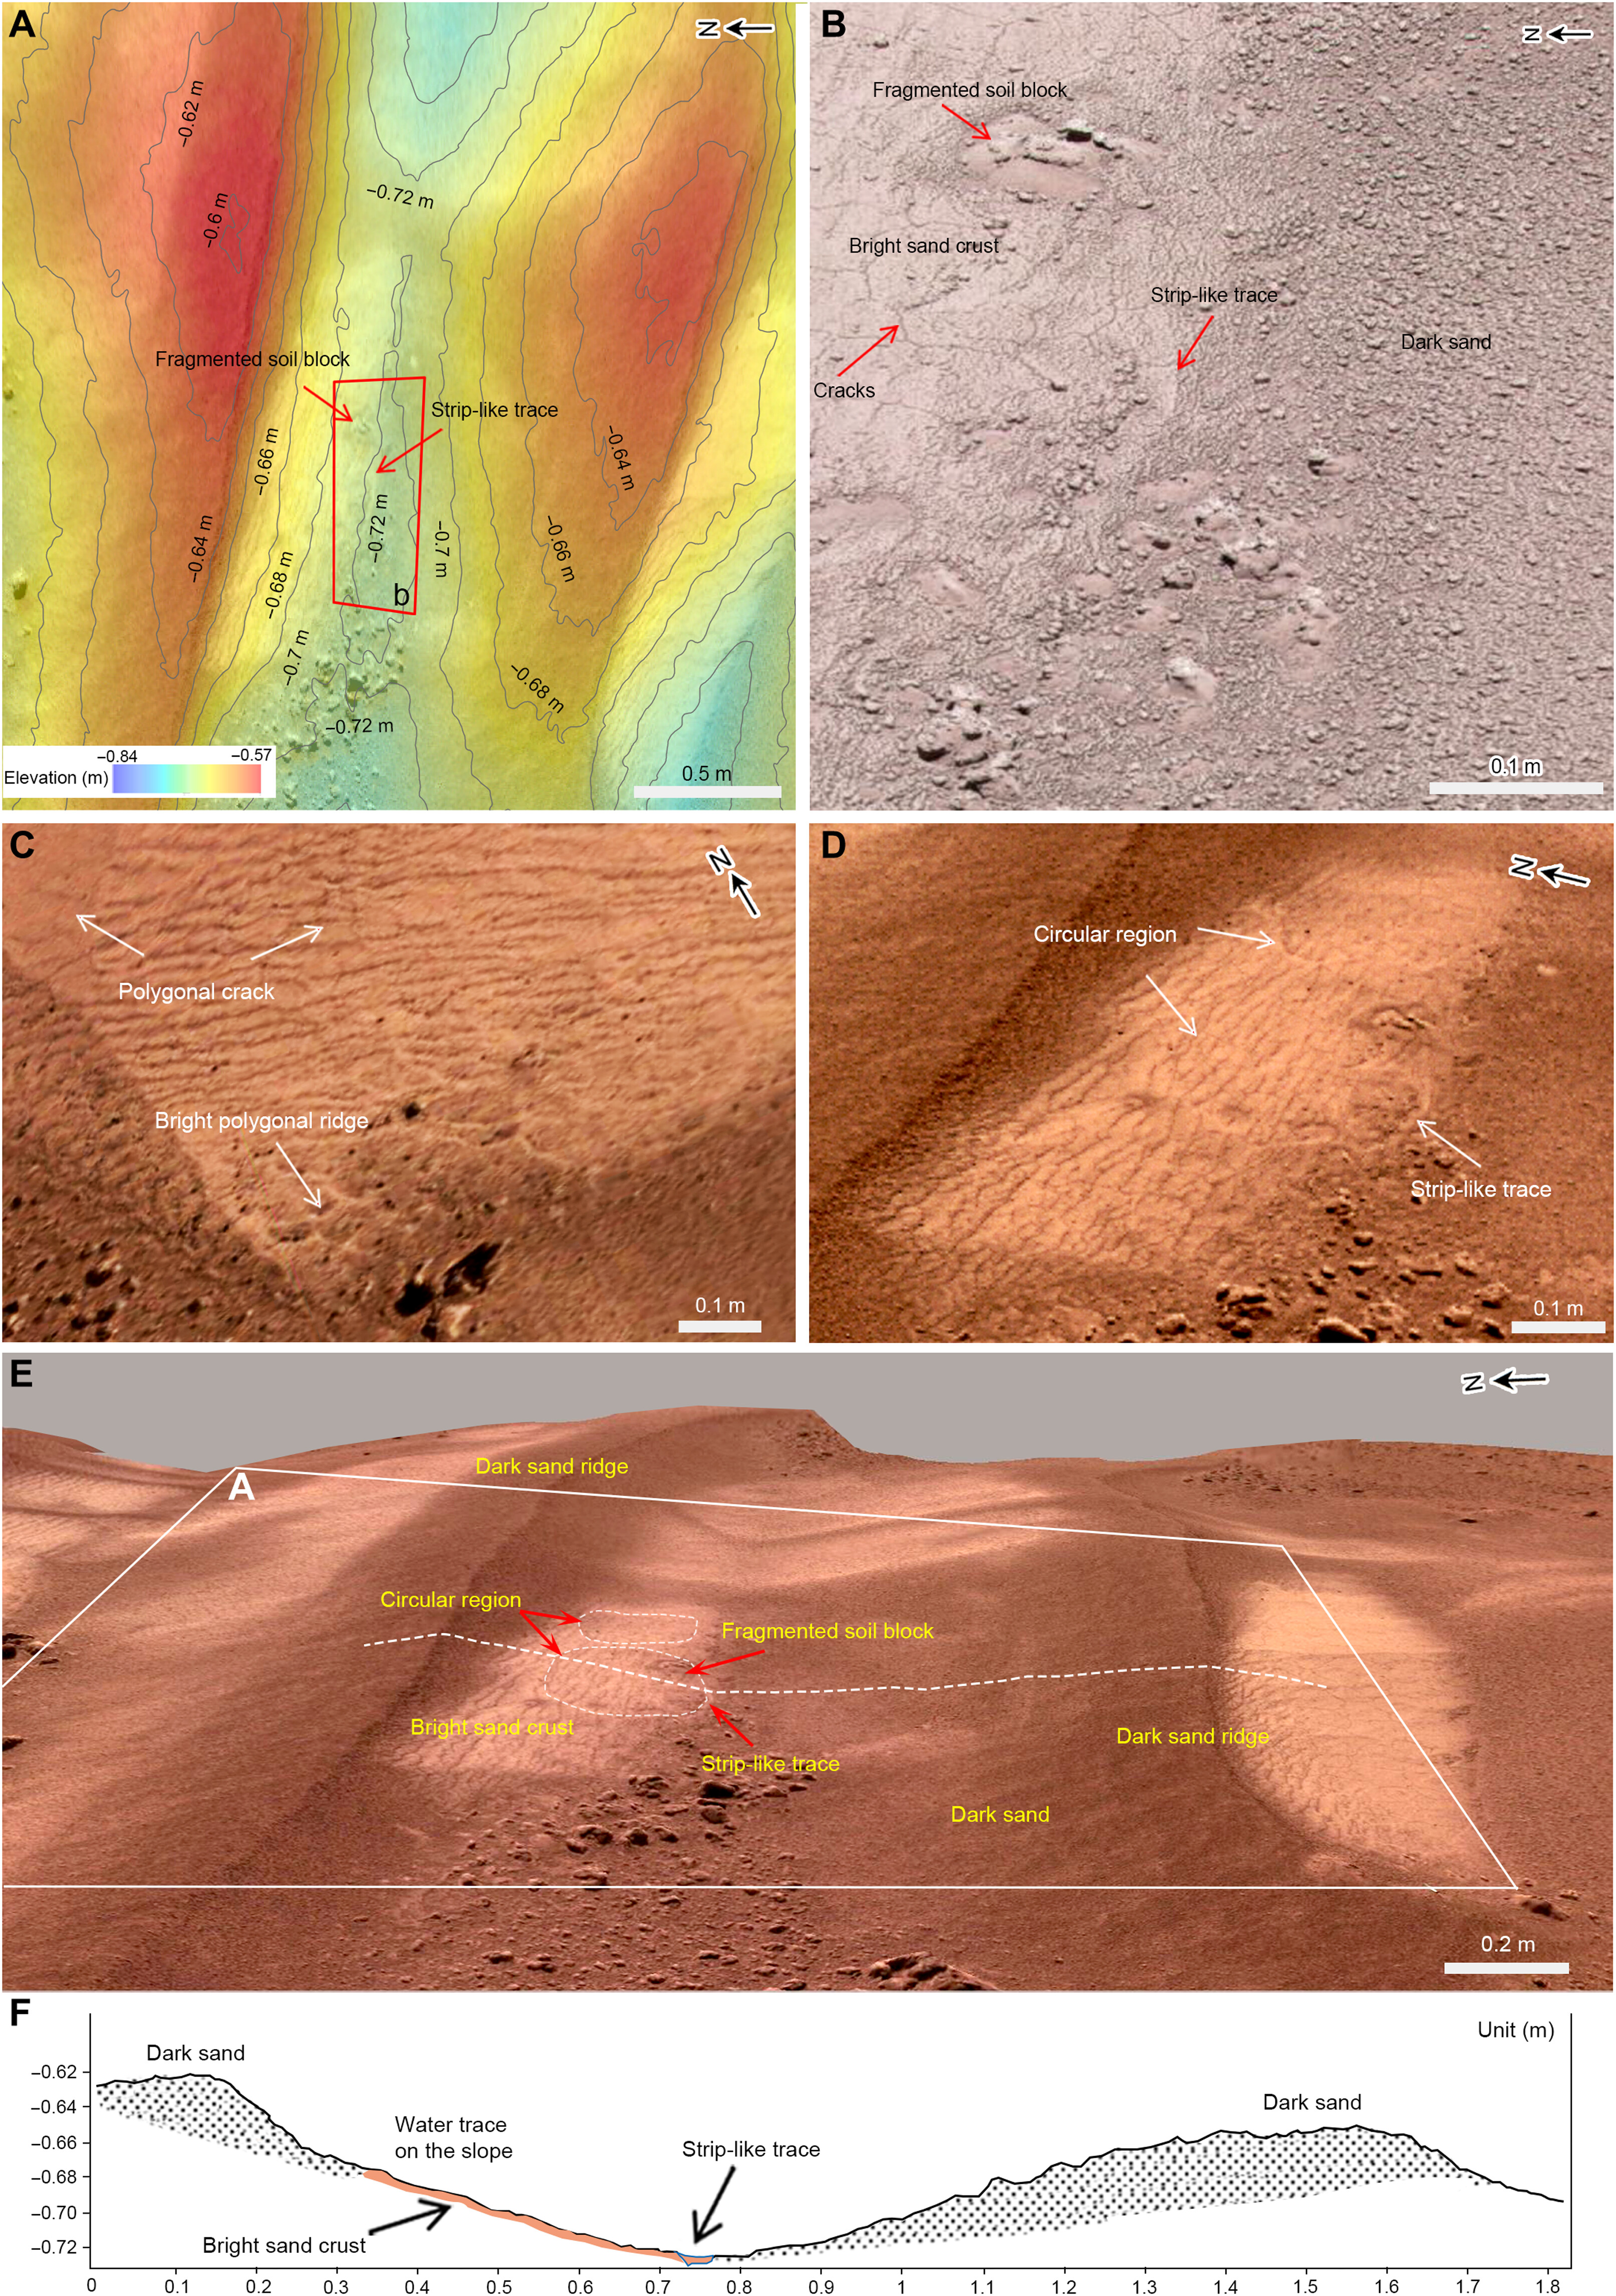 A
N
−0.62 m
−0.6 m
−0.72 m
Fragmented soil block
Strip-like trace
−0.66 m
−0.64 m
−0.64 m
−0.72 m
−0.7 m
−0.66 m
−0.68 m
b
−0.7 m
−0.68 m
−0.72 m
−0.84
−0.57
Elevation (m)
0.5 m
B
N
Fragmented soil block
Bright sand crust
Strip-like trace
Dark sand
Cracks
0.1 m
C
N
Polygonal crack
Bright polygonal ridge
0.1 m
D
N
Circular region
Strip-like trace
0.1 m
E
N
Dark sand ridge
A
Circular region
Fragmented soil block
Bright sand crust
Strip-like trace
Dark sand ridge
Dark sand
0.2 m
F
Unit (m)
Dark sand
−0.62
−0.64
−0.66
−0.68
−0.70
−0.72
Water trace
on the slope
Strip-like trace
Dark sand
Bright sand crust
0 0.1 0.2 0.3 0.4 0.5 0.6 0.7 0.8 0.9 1 1.1 1.2 1.3 1.4 1.5 1.6 1.7 1.8